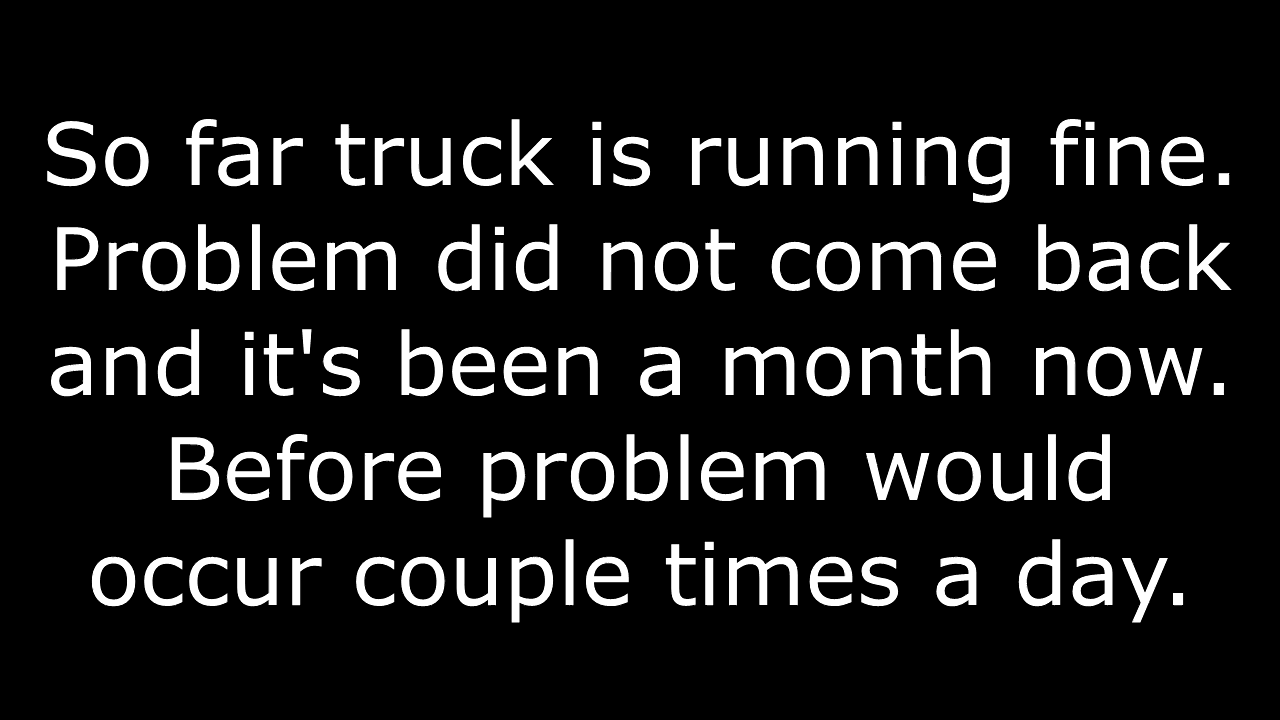 So far truck is running fine.
Problem did not come back
and it's been a month now.
Before problem would
occur couple times a day.